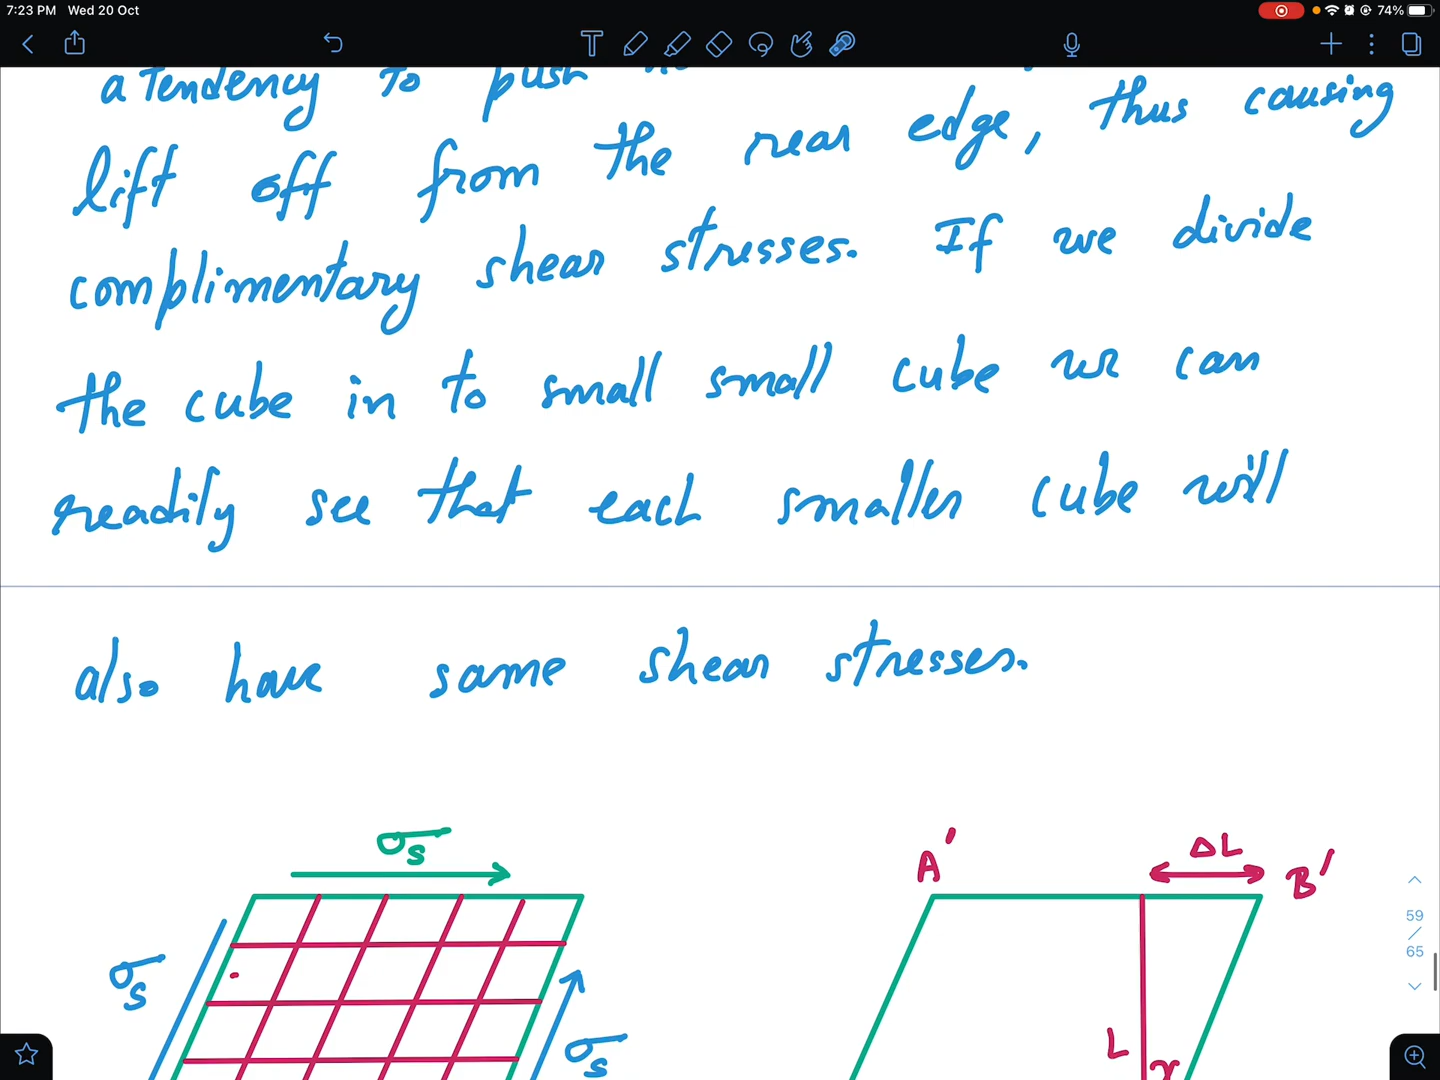 7:23 PM Wed 20 Oct
74%
T
a Tendency to push
lift off from the rear edge, thus causing
complimentary shear stresses. If we divide
the cube in to small small cube we can
readily see that each smaller cube will
also have same shear stresses.
σs
A' ΔL B'
59
/
65
σs
σs
L